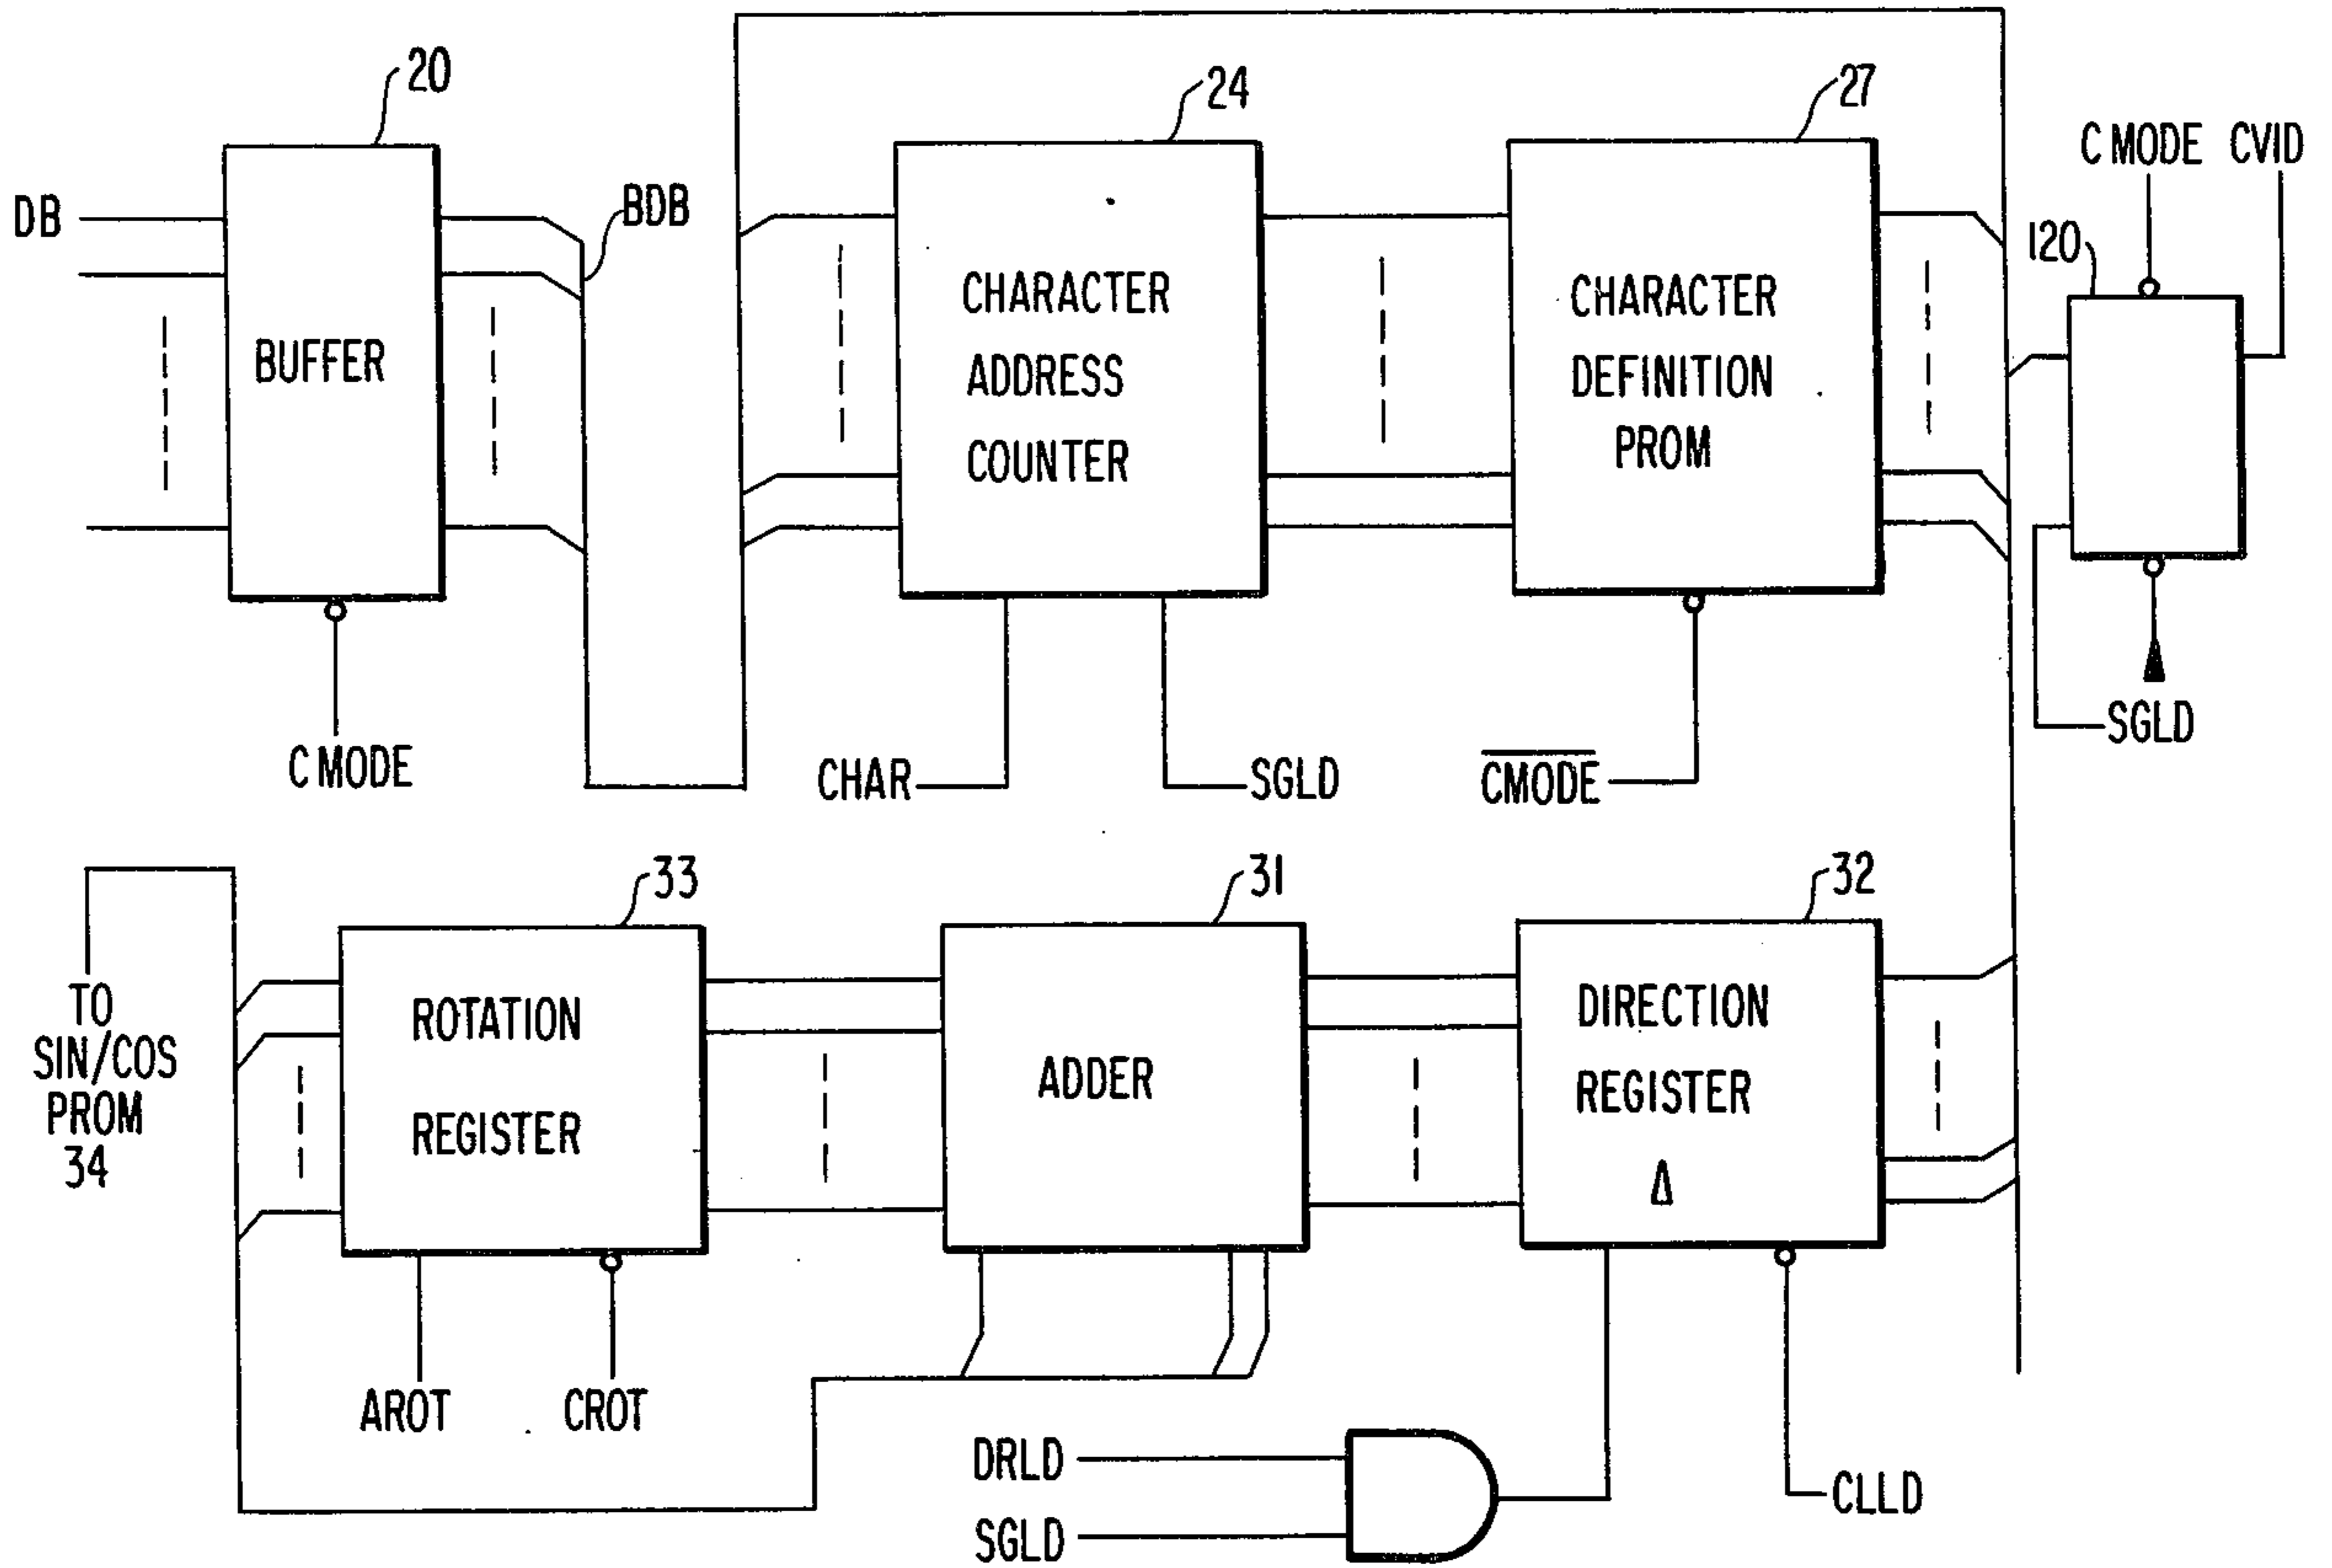 20
24
27
C MODE CVID
DB
BDB
120
BUFFER
CHARACTER
ADDRESS
COUNTER
CHARACTER
DEFINITION
PROM
C MODE
CHAR
SGLD
CMODE
SGLD
33
31
32
TO
SIN/COS
PROM
34
ROTATION
REGISTER
ADDER
DIRECTION
REGISTER
Δ
AROT
CROT
DRLD
SGLD
CLLD